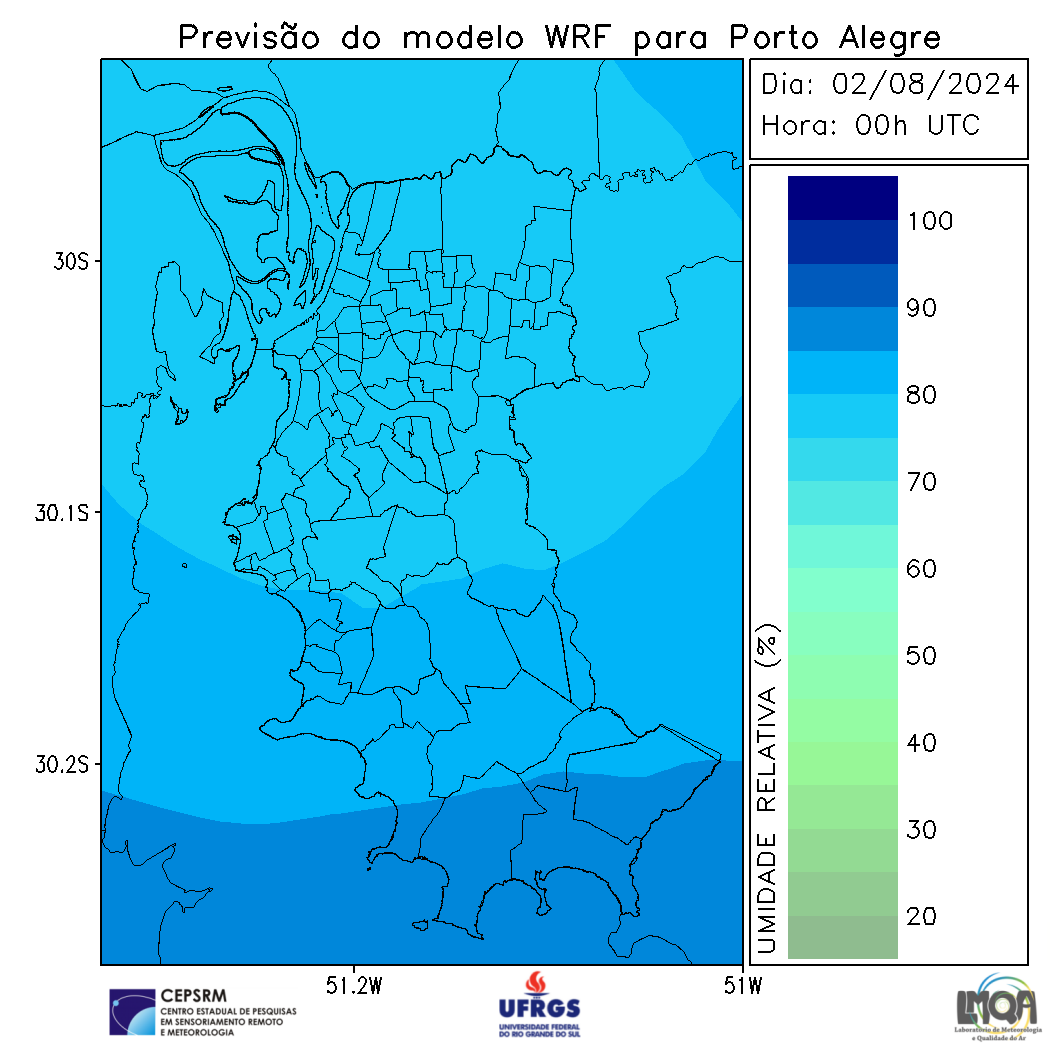 Previsão do modelo WRF para Porto Alegre
Dia: 02/08/2024
Hora: 00h UTC
30S
30.1S
30.2S
51.2W
51W
UMIDADE RELATIVA (%)
100
90
80
70
60
50
40
30
20
CEPSRM
CENTRO ESTADUAL DE PESQUISAS
EM SENSORIAMENTO REMOTO
E METEOROLOGIA
UFRGS
UNIVERSIDADE FEDERAL
DO RIO GRANDE DO SUL
LMQA
Laboratório de Meteorologia
e Qualidade do Ar